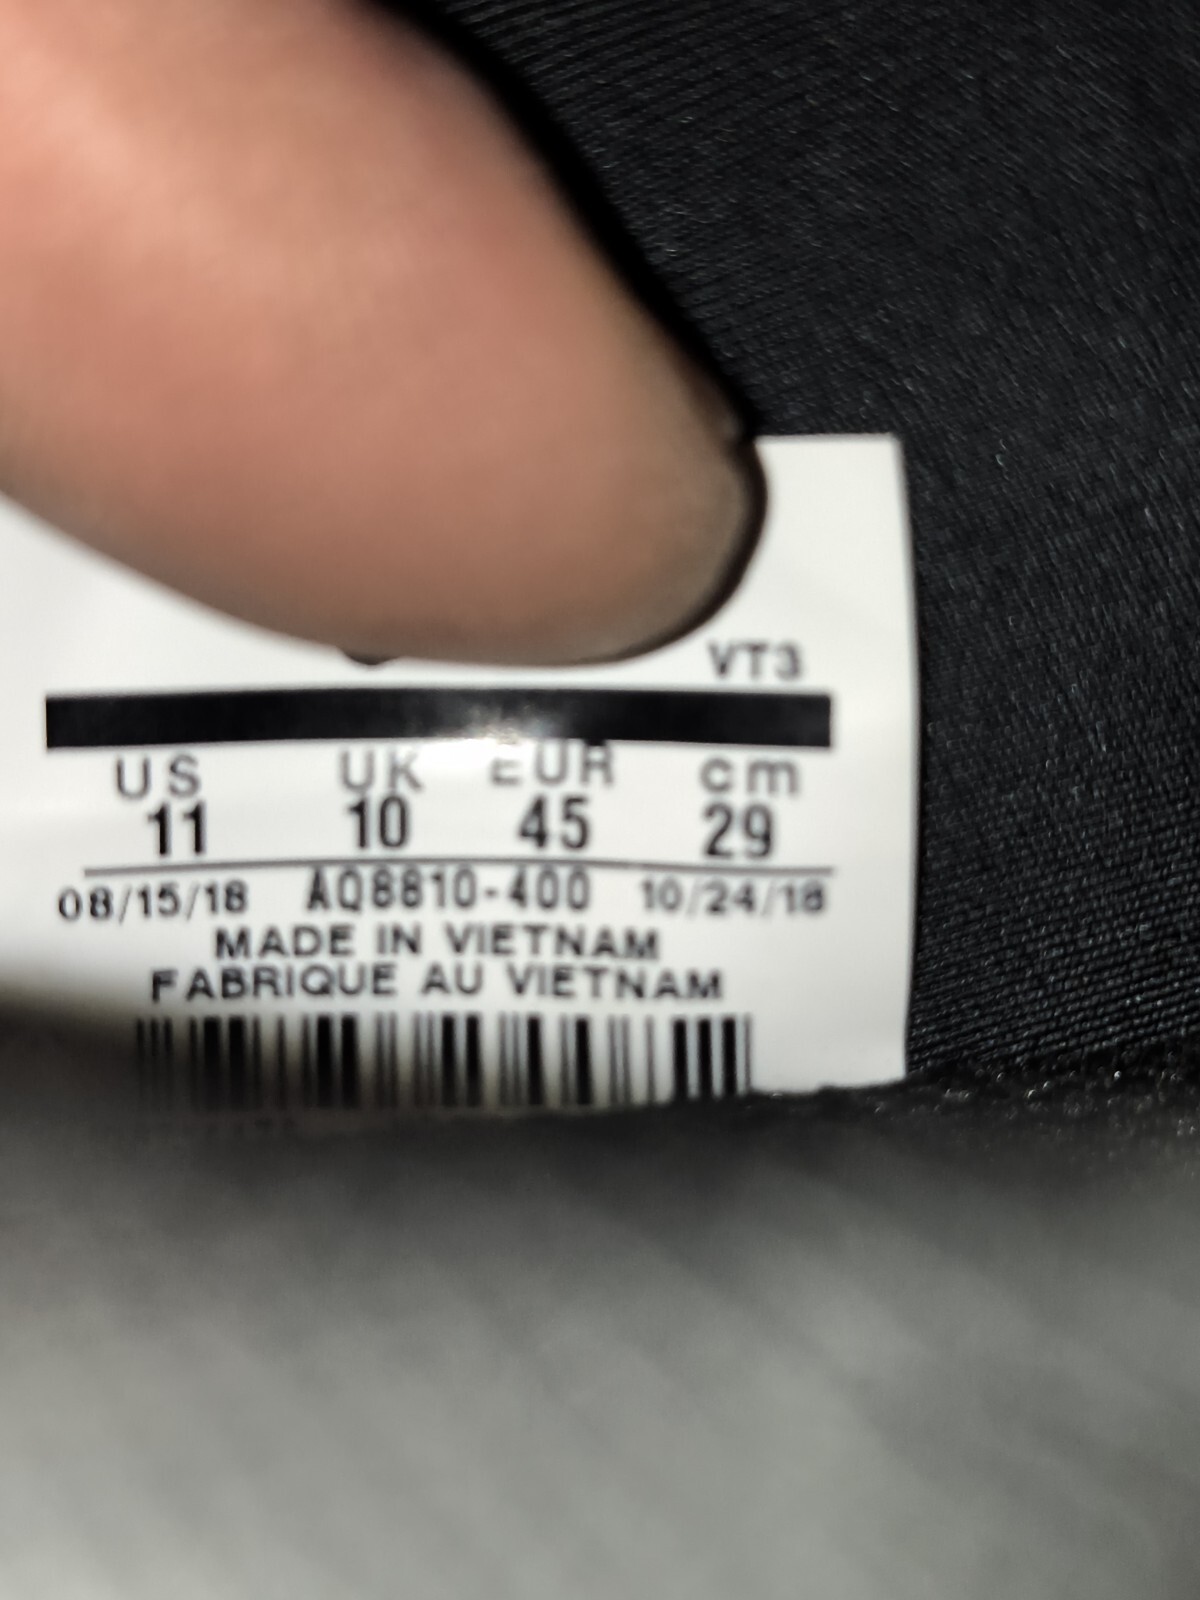 VT3
US UK EUR cm
11 10 45 29
08/15/18 AQ8810-400 10/24/18
MADE IN VIETNAM
FABRIQUE AU VIETNAM